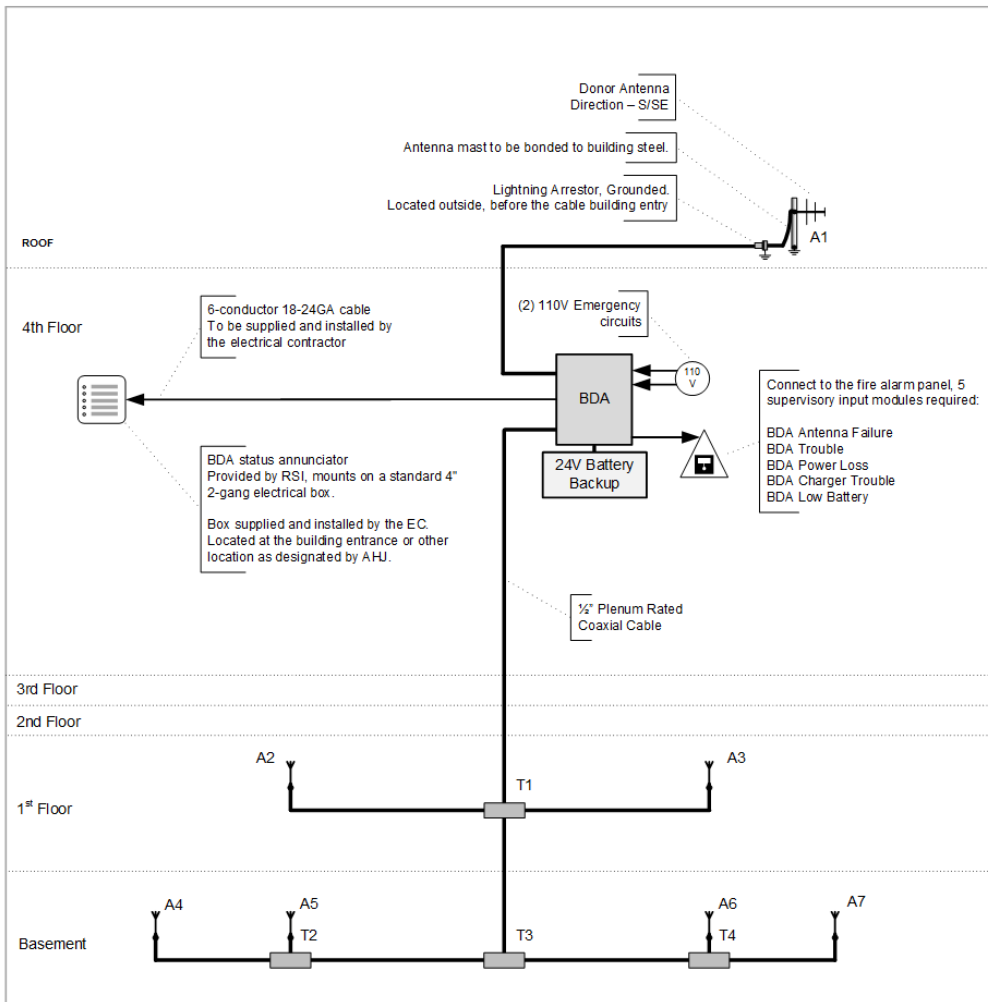 Donor Antenna
Direction – S/SE
Antenna mast to be bonded to building steel.
Lightning Arrestor, Grounded.
Located outside, before the cable building entry
A1
ROOF
4th Floor
6-conductor 18-24GA cable
To be supplied and installed by
the electrical contractor
(2) 110V Emergency
circuits
110
V
BDA
24V Battery
Backup
Connect to the fire alarm panel, 5
supervisory input modules required:
BDA Antenna Failure
BDA Trouble
BDA Power Loss
BDA Charger Trouble
BDA Low Battery
BDA status annunciator
Provided by RSI, mounts on a standard 4"
2-gang electrical box.
Box supplied and installed by the EC.
Located at the building entrance or other
location as designated by AHJ.
½" Plenum Rated
Coaxial Cable
3rd Floor
2nd Floor
A2
A3
T1
1st Floor
A4
A5
A6
A7
T2
T3
T4
Basement